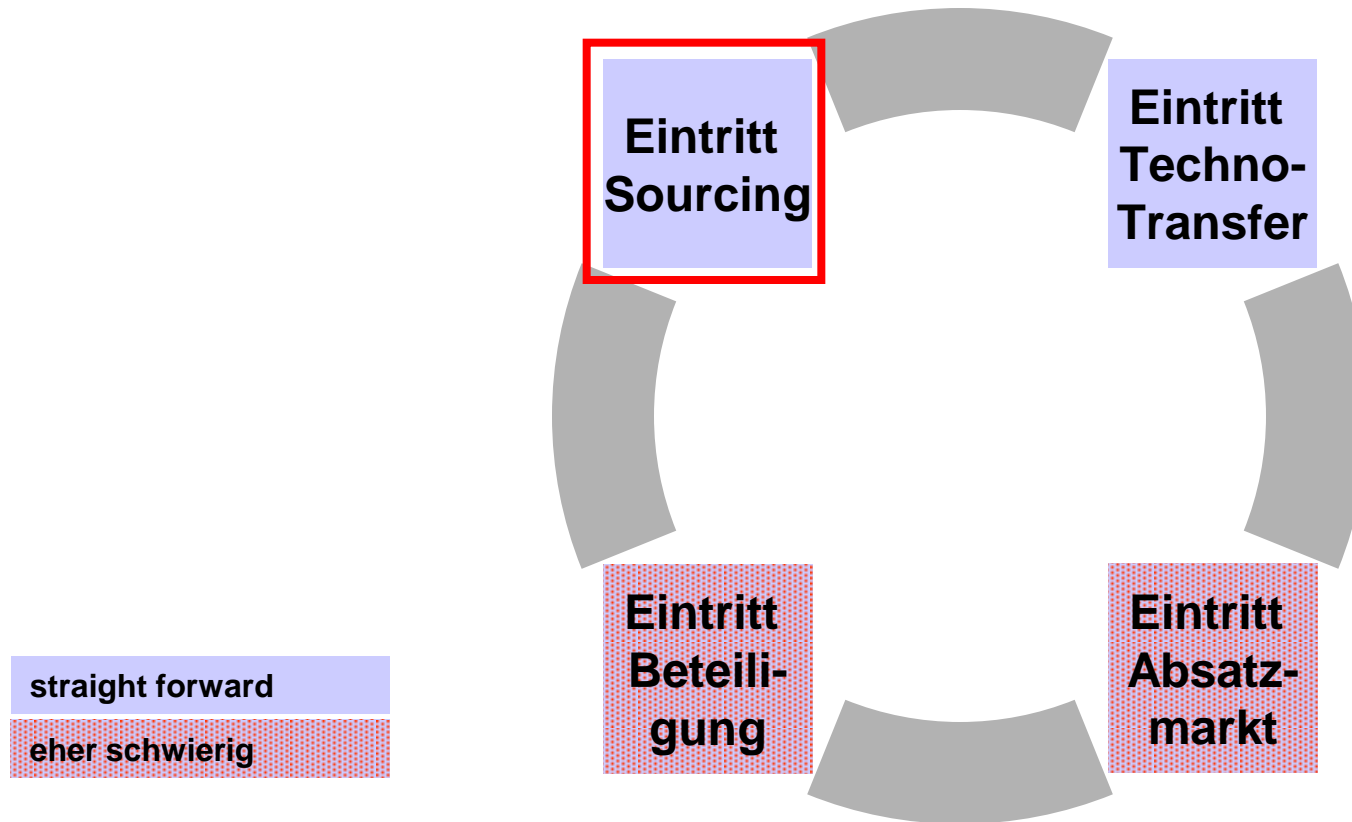 Eintritt
Sourcing
Eintritt
Techno-
Transfer
Eintritt
Beteili-
gung
Eintritt
Absatz-
markt
straight forward
eher schwierig